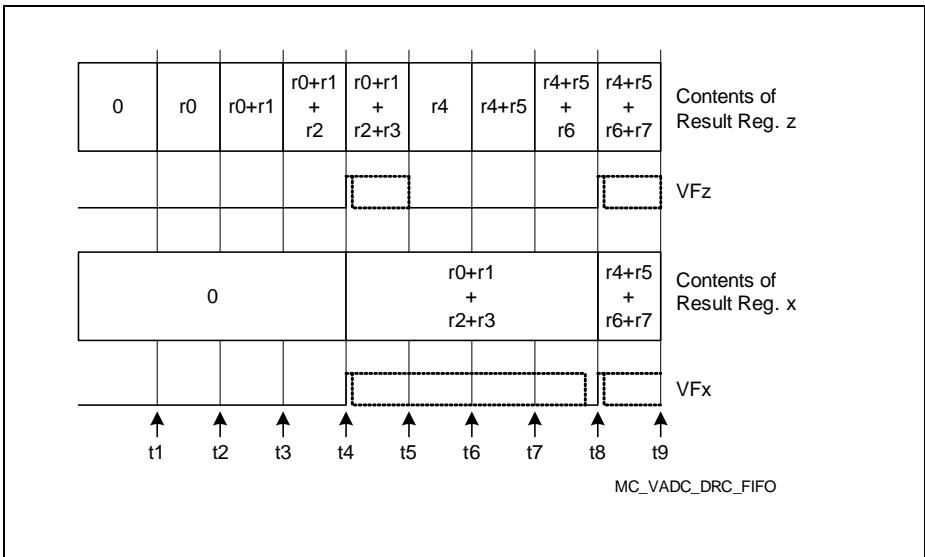 0
r0
r0+r1
r0+r1
+
r2
r0+r1
+
r2+r3
r4
r4+r5
r4+r5
+
r6
r4+r5
+
r6+r7
Contents of
Result Reg. z
VFz
0
r0+r1
+
r2+r3
r4+r5
+
r6+r7
Contents of
Result Reg. x
VFx
t1 t2 t3 t4 t5 t6 t7 t8 t9
MC_VADC_DRC_FIFO